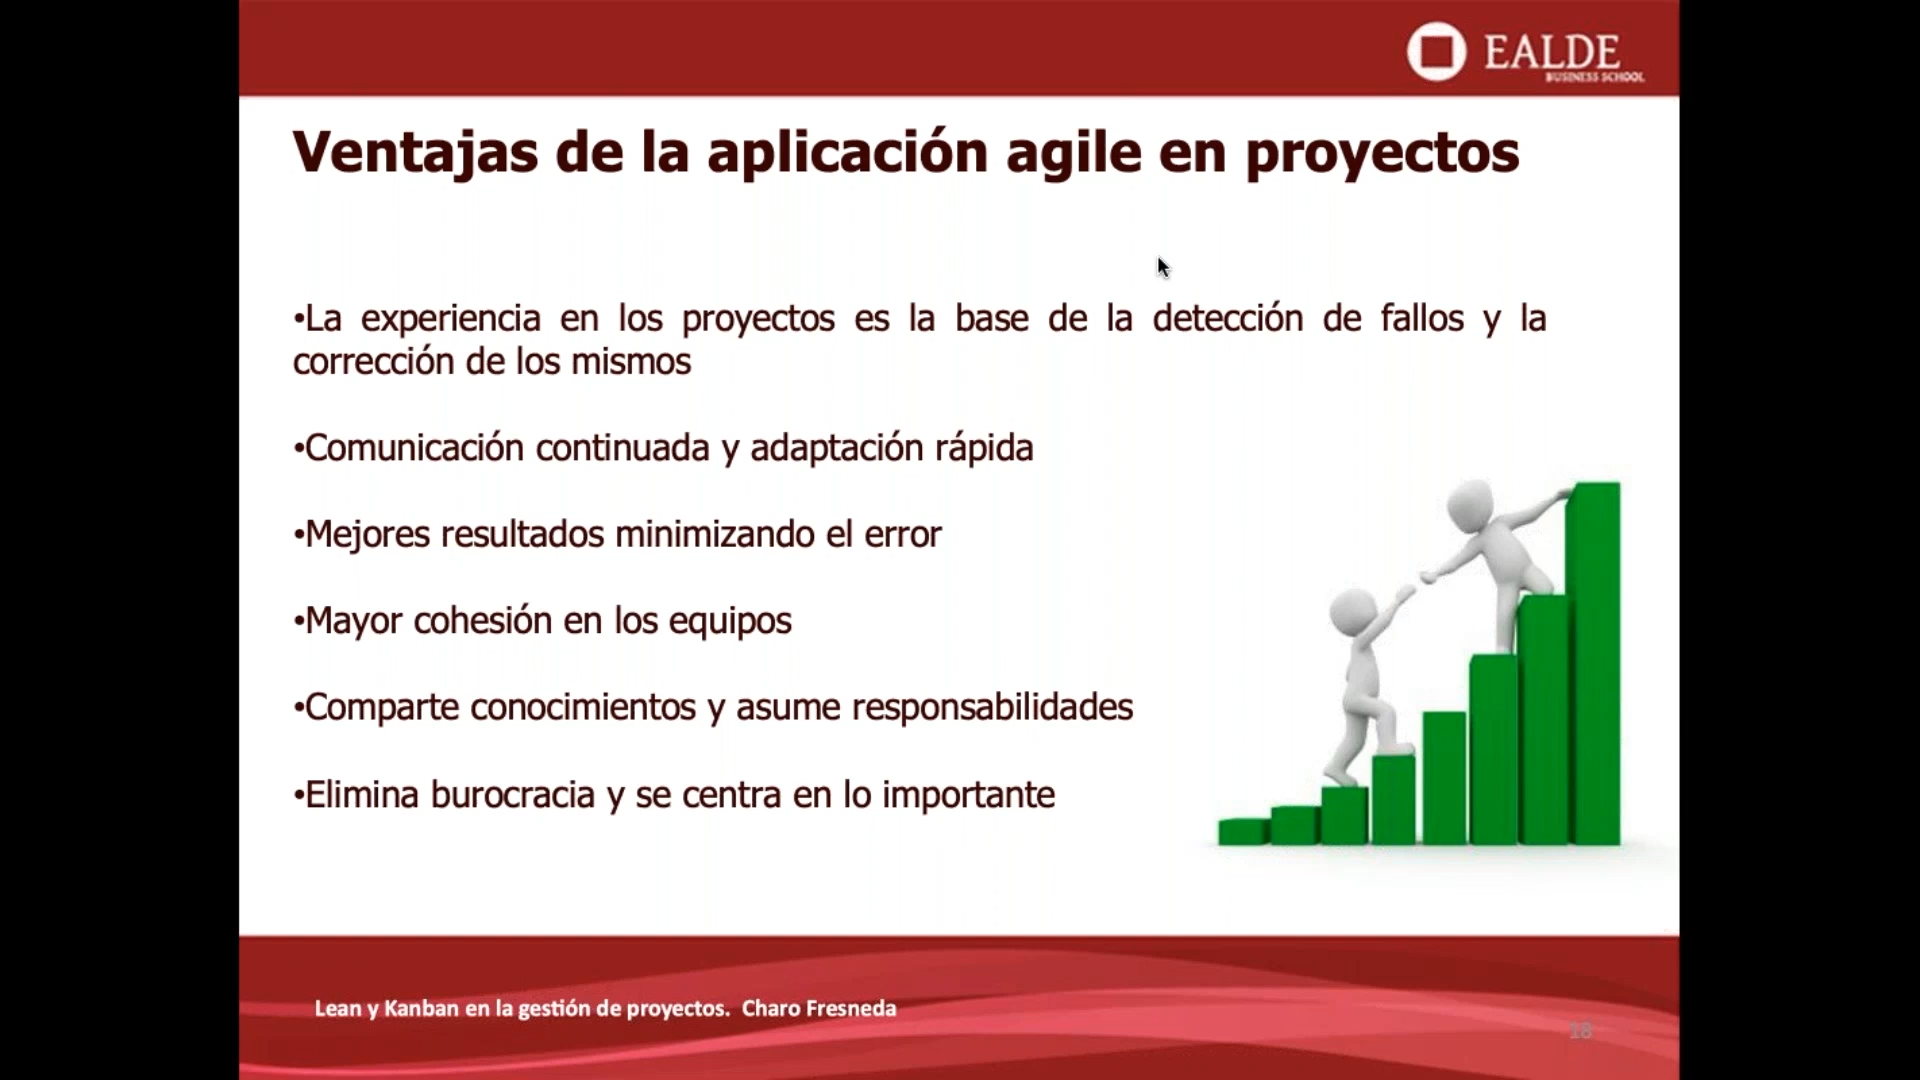 EALDE
BUSINESS SCHOOL
Ventajas de la aplicación agile en proyectos
•La experiencia en los proyectos es la base de la detección de fallos y la
corrección de los mismos
•Comunicación continuada y adaptación rápida
•Mejores resultados minimizando el error
•Mayor cohesión en los equipos
•Comparte conocimientos y asume responsabilidades
•Elimina burocracia y se centra en lo importante
Lean y Kanban en la gestión de proyectos.  Charo Fresneda
18